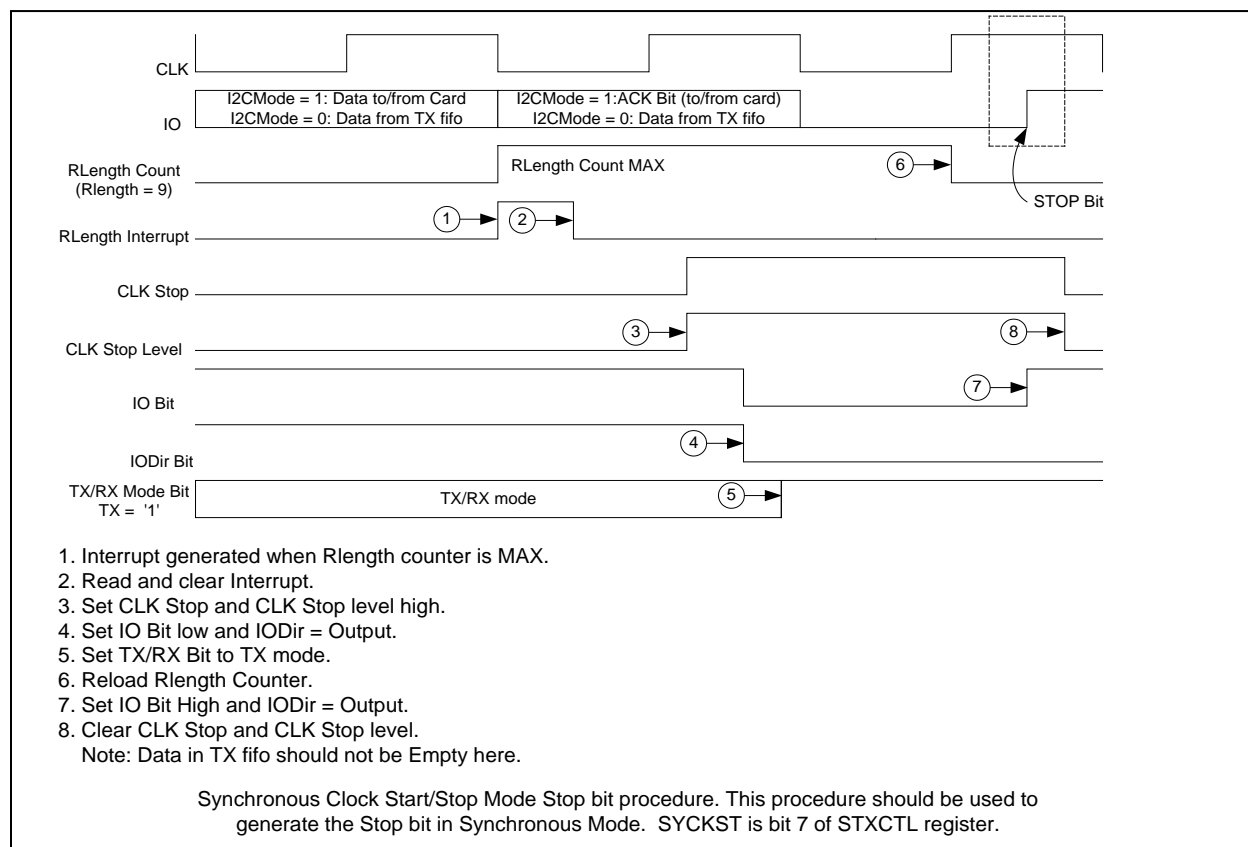 CLK
I2CMode = 1: Data to/from Card
I2CMode = 0: Data from TX fifo
I2CMode = 1:ACK Bit (to/from card)
I2CMode = 0: Data from TX fifo
IO
RLength Count
(Rlength = 9)
RLength Count MAX
6
STOP Bit
1
2
RLength Interrupt
CLK Stop
3
8
CLK Stop Level
7
IO Bit
4
IODir Bit
TX/RX Mode Bit
TX = '1'
TX/RX mode
5
1. Interrupt generated when Rlength counter is MAX.
2. Read and clear Interrupt.
3. Set CLK Stop and CLK Stop level high.
4. Set IO Bit low and IODir = Output.
5. Set TX/RX Bit to TX mode.
6. Reload Rlength Counter.
7. Set IO Bit High and IODir = Output.
8. Clear CLK Stop and CLK Stop level.
Note: Data in TX fifo should not be Empty here.
Synchronous Clock Start/Stop Mode Stop bit procedure. This procedure should be used to
generate the Stop bit in Synchronous Mode. SYCKST is bit 7 of STXCTL register.